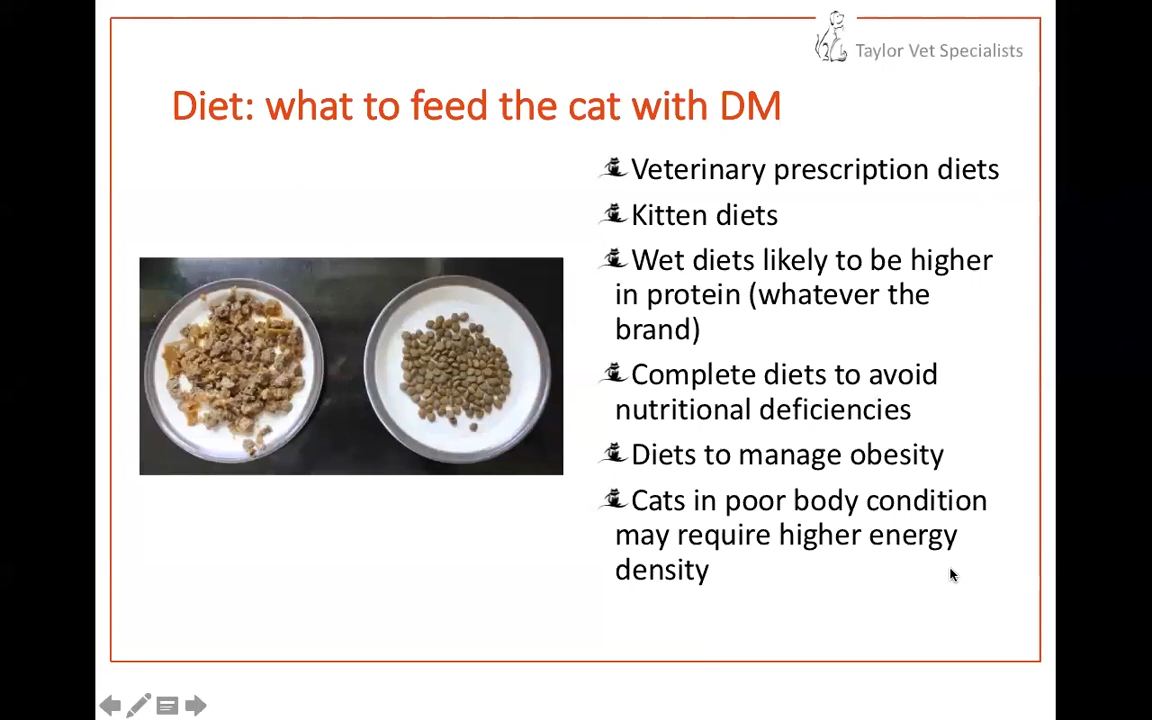 Taylor Vet Specialists
Diet: what to feed the cat with DM
Veterinary prescription diets
Kitten diets
Wet diets likely to be higher
in protein (whatever the
brand)
Complete diets to avoid
nutritional deficiencies
Diets to manage obesity
Cats in poor body condition
may require higher energy
density